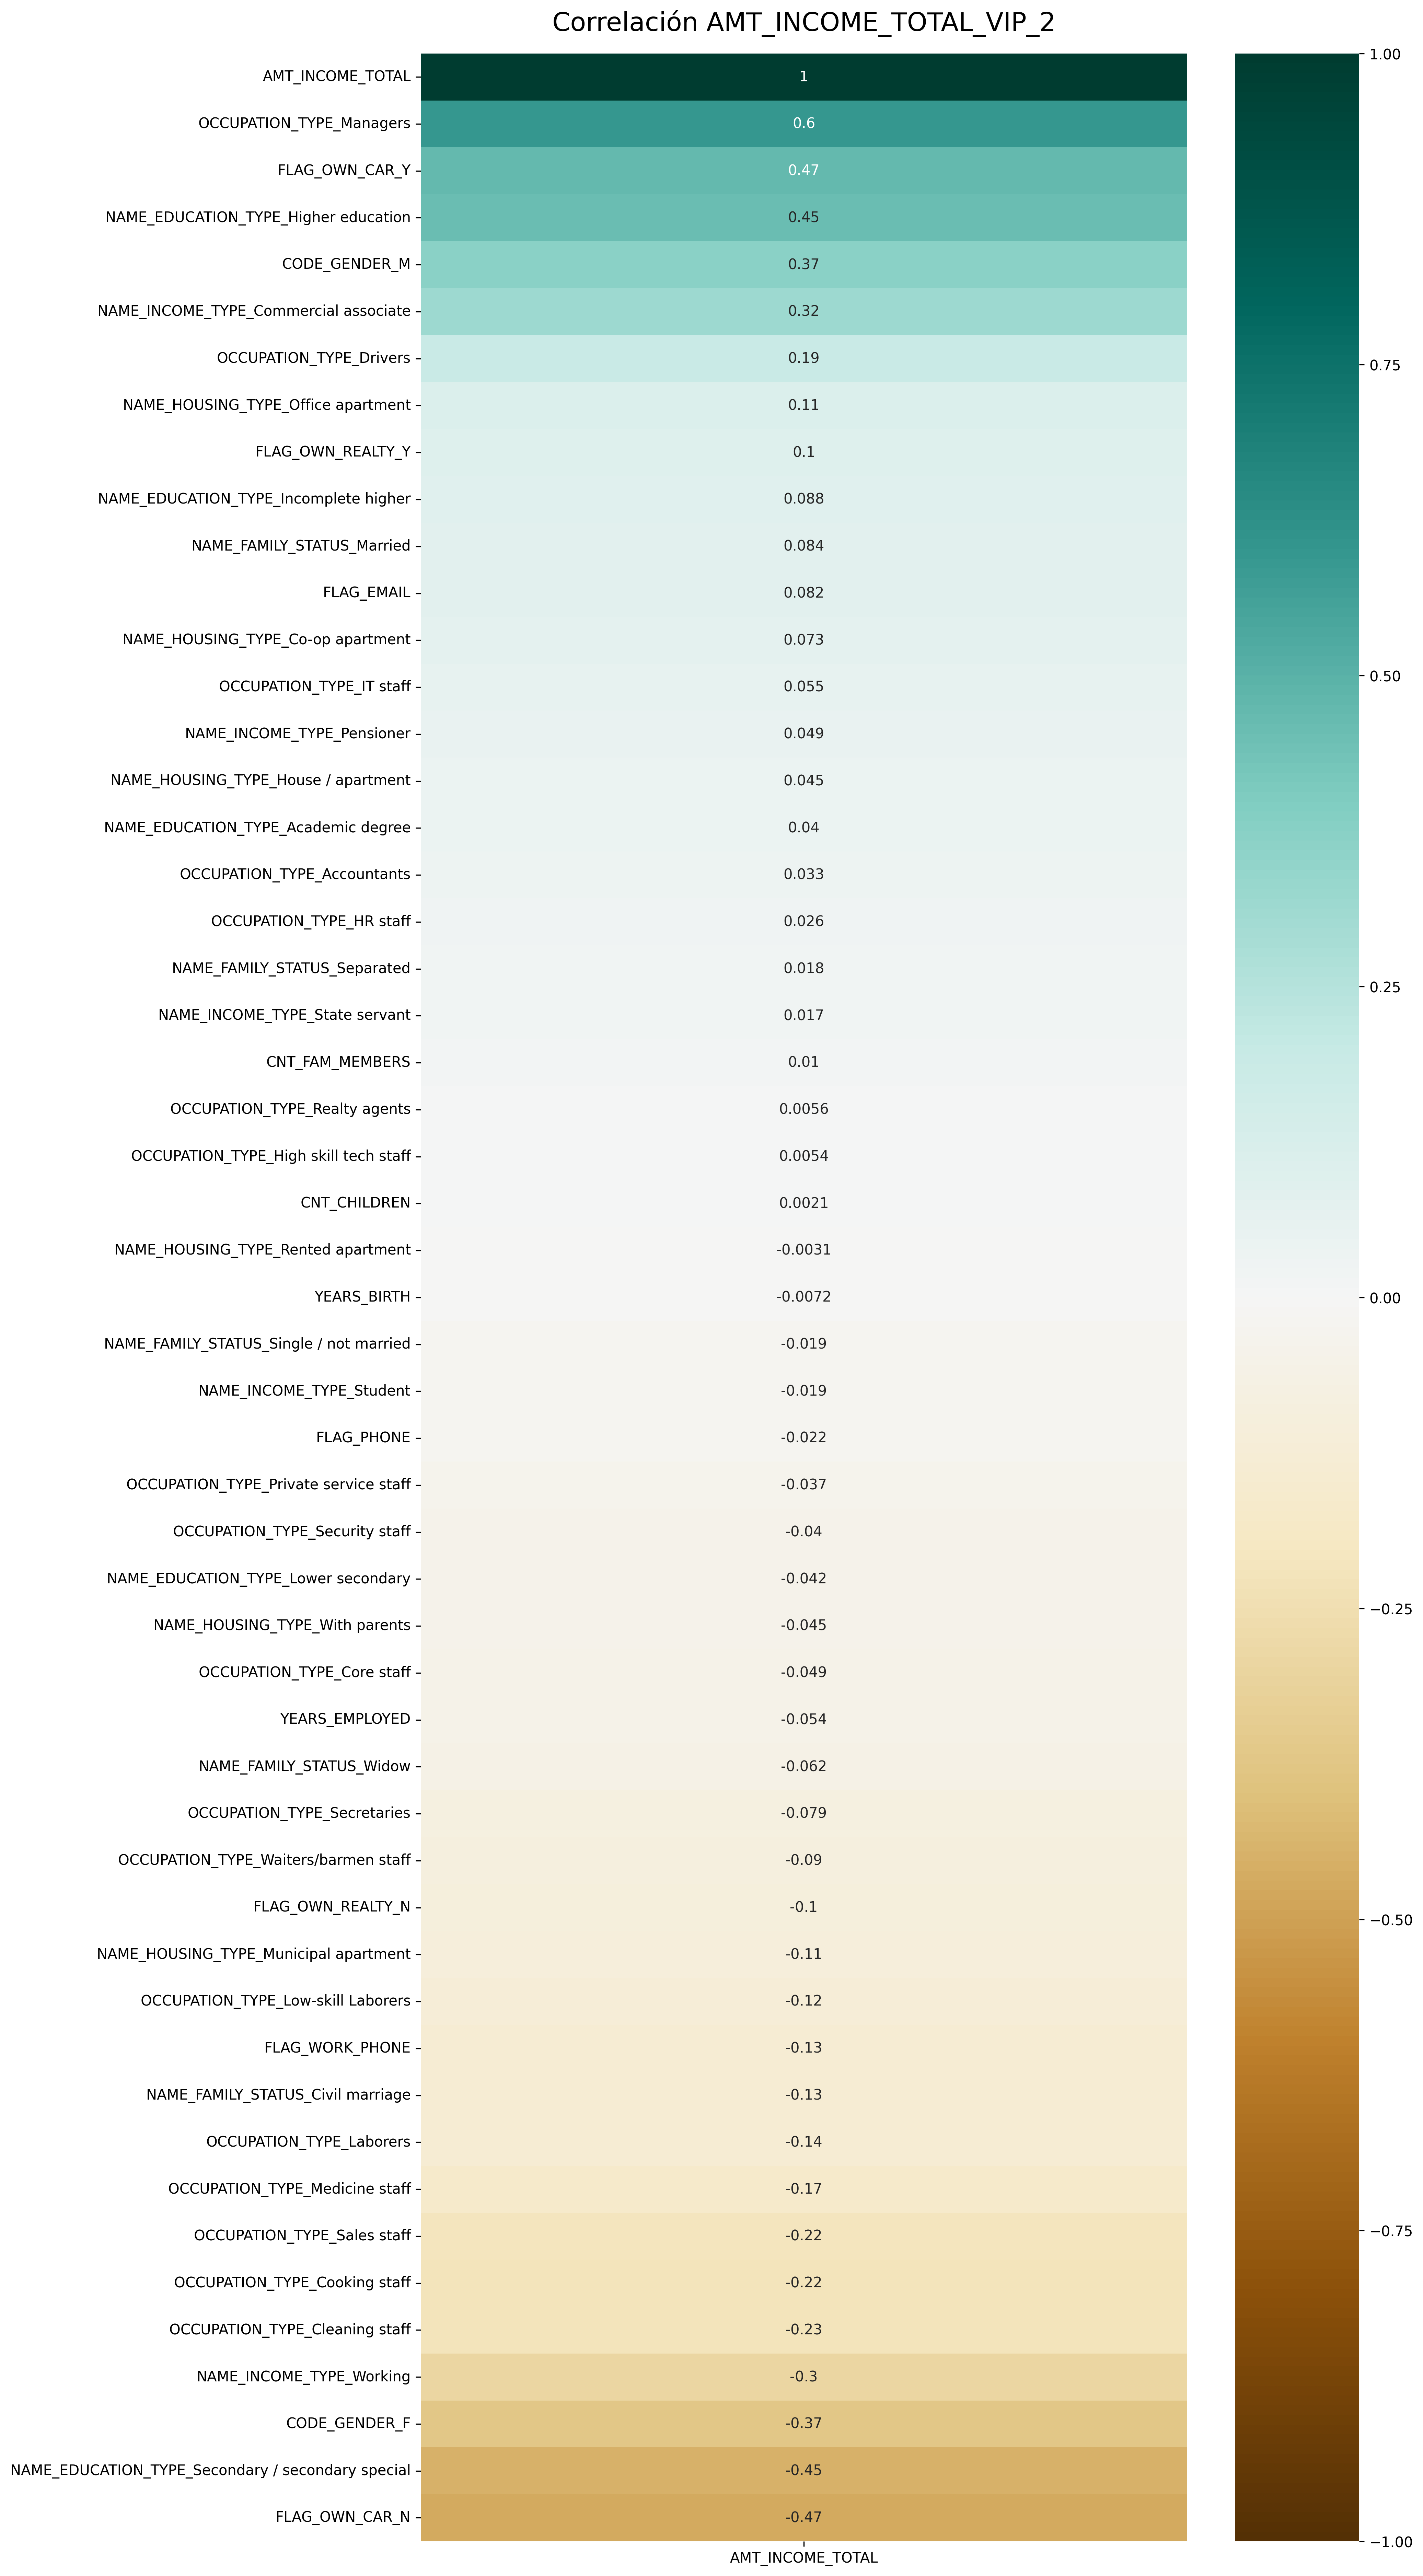 Correlación AMT_INCOME_TOTAL_VIP_2
AMT_INCOME_TOTAL 1
OCCUPATION_TYPE_Managers 0.6
FLAG_OWN_CAR_Y 0.47
NAME_EDUCATION_TYPE_Higher education 0.45
CODE_GENDER_M 0.37
NAME_INCOME_TYPE_Commercial associate 0.32
OCCUPATION_TYPE_Drivers 0.19
NAME_HOUSING_TYPE_Office apartment 0.11
FLAG_OWN_REALTY_Y 0.1
NAME_EDUCATION_TYPE_Incomplete higher 0.088
NAME_FAMILY_STATUS_Married 0.084
FLAG_EMAIL 0.082
NAME_HOUSING_TYPE_Co-op apartment 0.073
OCCUPATION_TYPE_IT staff 0.055
NAME_INCOME_TYPE_Pensioner 0.049
NAME_HOUSING_TYPE_House / apartment 0.045
NAME_EDUCATION_TYPE_Academic degree 0.04
OCCUPATION_TYPE_Accountants 0.033
OCCUPATION_TYPE_HR staff 0.026
NAME_FAMILY_STATUS_Separated 0.018
NAME_INCOME_TYPE_State servant 0.017
CNT_FAM_MEMBERS 0.01
OCCUPATION_TYPE_Realty agents 0.0056
OCCUPATION_TYPE_High skill tech staff 0.0054
CNT_CHILDREN 0.0021
NAME_HOUSING_TYPE_Rented apartment -0.0031
YEARS_BIRTH -0.0072
NAME_FAMILY_STATUS_Single / not married -0.019
NAME_INCOME_TYPE_Student -0.019
FLAG_PHONE -0.022
OCCUPATION_TYPE_Private service staff -0.037
OCCUPATION_TYPE_Security staff -0.04
NAME_EDUCATION_TYPE_Lower secondary -0.042
NAME_HOUSING_TYPE_With parents -0.045
OCCUPATION_TYPE_Core staff -0.049
YEARS_EMPLOYED -0.054
NAME_FAMILY_STATUS_Widow -0.062
OCCUPATION_TYPE_Secretaries -0.079
OCCUPATION_TYPE_Waiters/barmen staff -0.09
FLAG_OWN_REALTY_N -0.1
NAME_HOUSING_TYPE_Municipal apartment -0.11
OCCUPATION_TYPE_Low-skill Laborers -0.12
FLAG_WORK_PHONE -0.13
NAME_FAMILY_STATUS_Civil marriage -0.13
OCCUPATION_TYPE_Laborers -0.14
OCCUPATION_TYPE_Medicine staff -0.17
OCCUPATION_TYPE_Sales staff -0.22
OCCUPATION_TYPE_Cooking staff -0.22
OCCUPATION_TYPE_Cleaning staff -0.23
NAME_INCOME_TYPE_Working -0.3
CODE_GENDER_F -0.37
NAME_EDUCATION_TYPE_Secondary / secondary special -0.45
FLAG_OWN_CAR_N -0.47
AMT_INCOME_TOTAL
1.00
0.75
0.50
0.25
0.00
−0.25
−0.50
−0.75
−1.00